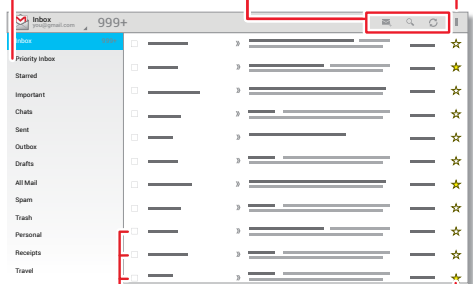 Inbox
you@gmail.com
999+
Inbox
Priority Inbox
Starred
Important
Chats
Sent
Outbox
Drafts
All Mail
Spam
Trash
Personal
Receipts
Travel